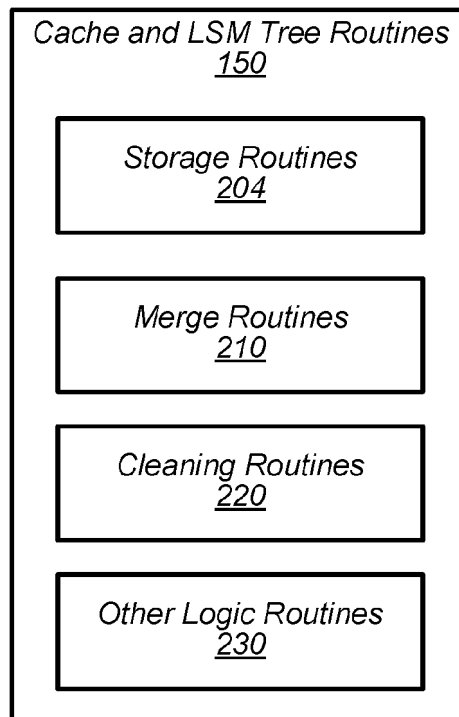 Cache and LSM Tree Routines
150
Storage Routines
204
Merge Routines
210
Cleaning Routines
220
Other Logic Routines
230